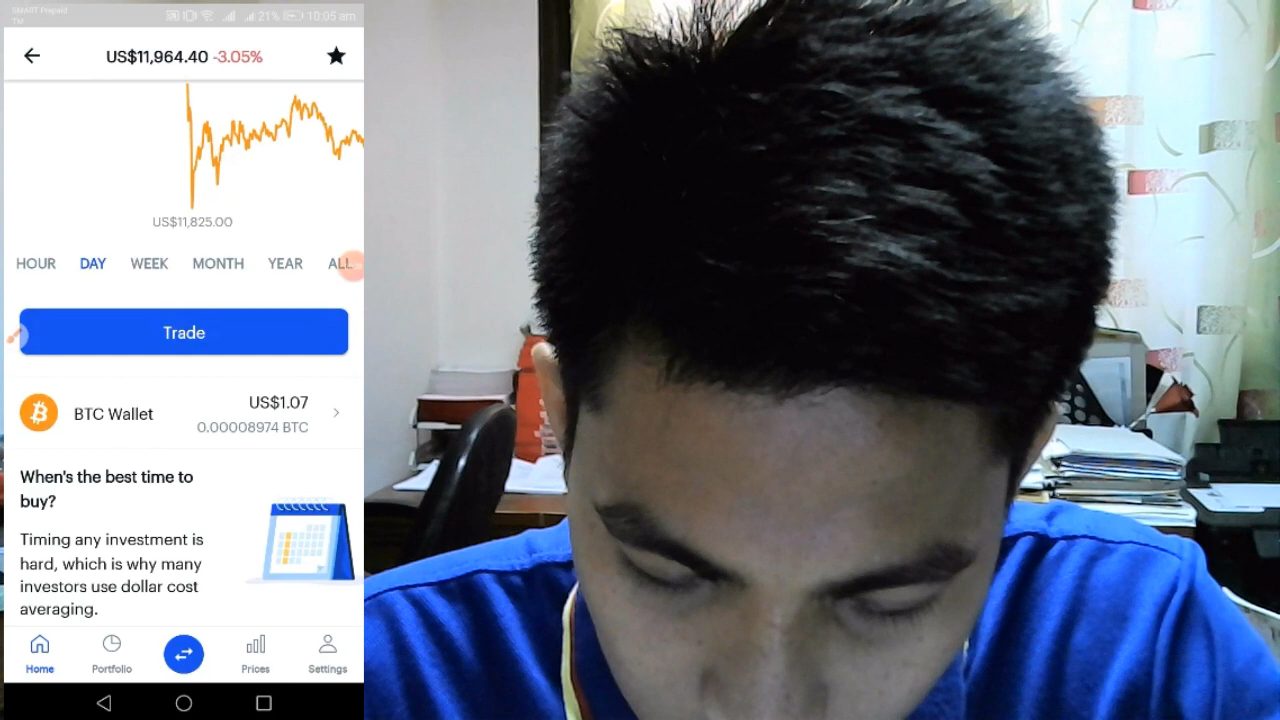 SMART Prepaid
TM
21% 10:05 am
US$11,964.40 -3.05%
US$11,825.00
HOUR DAY WEEK MONTH YEAR ALL
Trade
BTC Wallet
US$1.07
0.00008974 BTC
When's the best time to
buy?
Timing any investment is
hard, which is why many
investors use dollar cost
averaging.
Home Portfolio Prices Settings